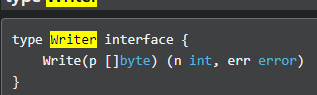 type Writer
type Writer interface {
    Write(p []byte) (n int, err error)
}